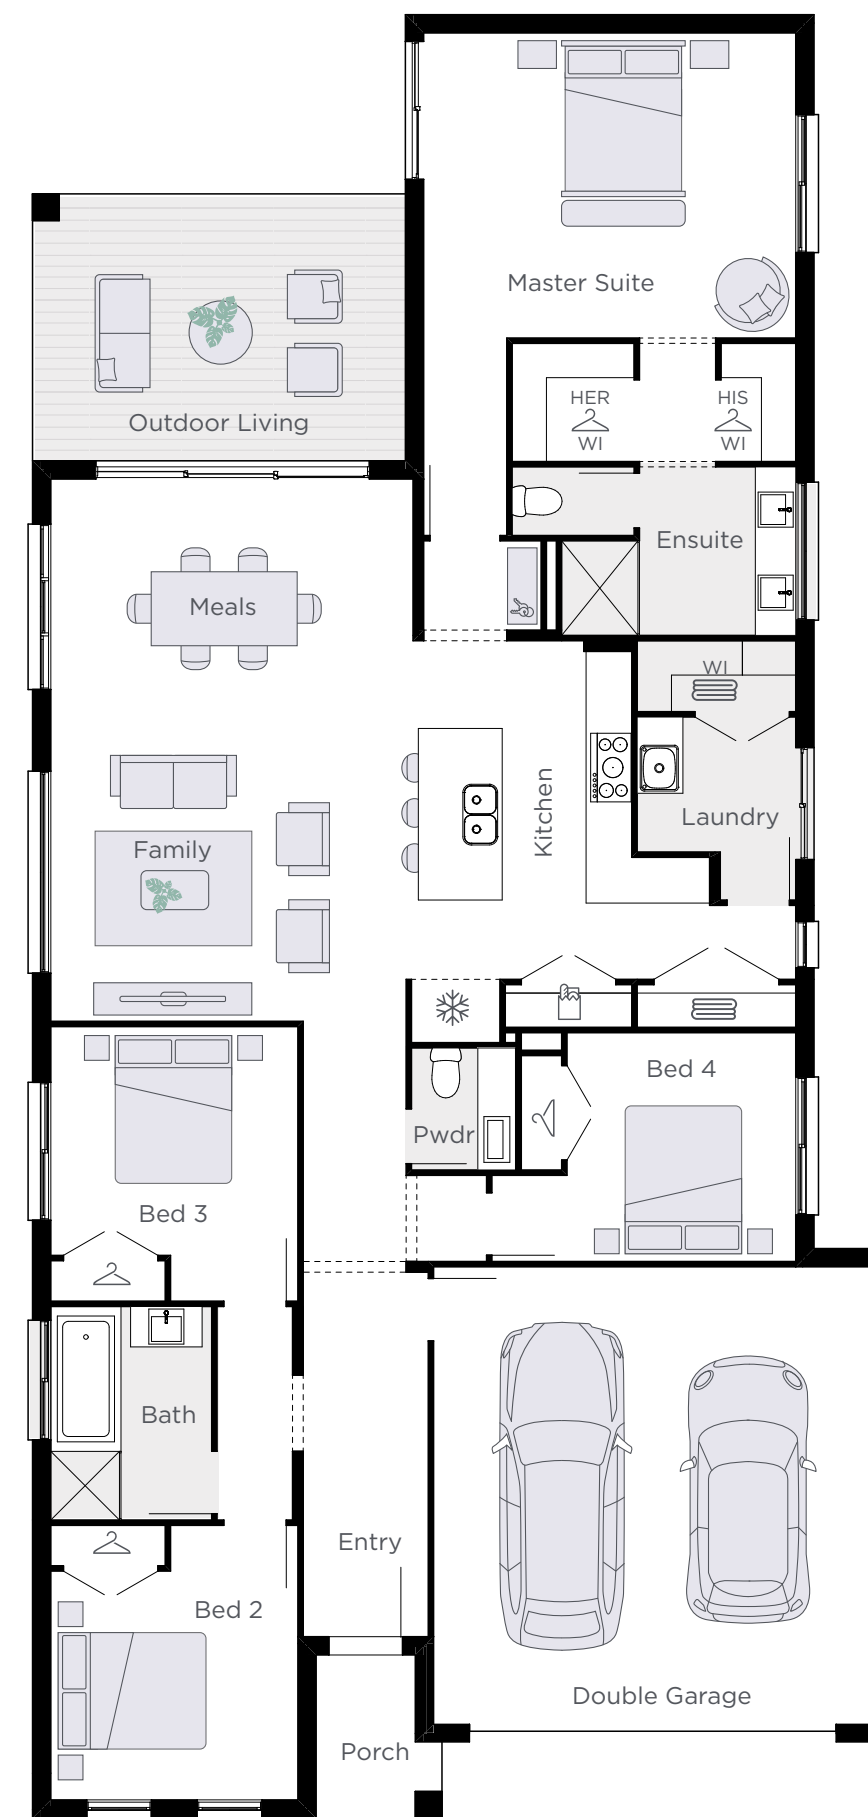 Master Suite
HER
WI
HIS
WI
Outdoor Living
Ensuite
Meals
WI
Kitchen
Laundry
Family
Bed 4
Pwdr
Bed 3
Bath
Entry
Bed 2
Double Garage
Porch